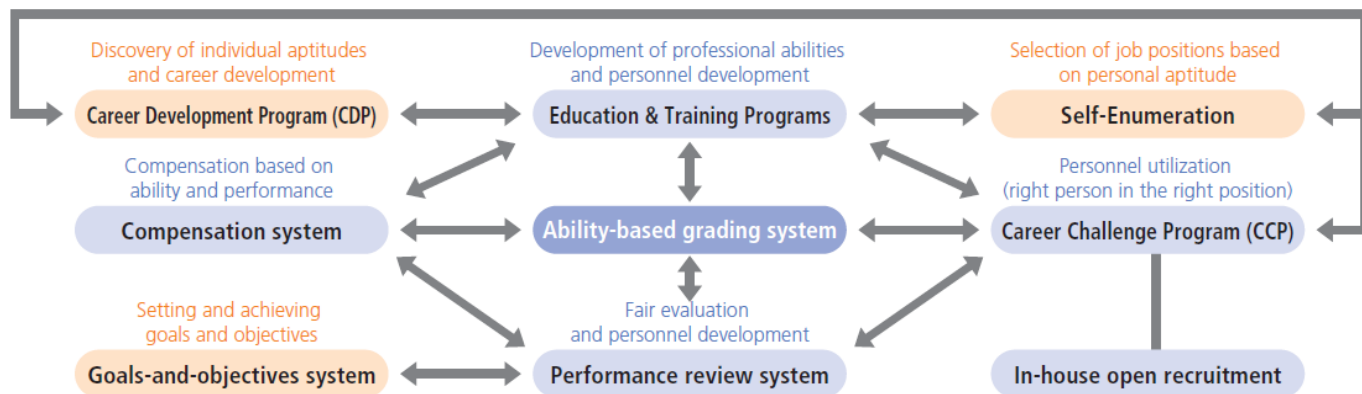 Discovery of individual aptitudes
and career development
Career Development Program (CDP)
Development of professional abilities
and personnel development
Education & Training Programs
Selection of job positions based
on personal aptitude
Self-Enumeration
Compensation based on
ability and performance
Compensation system
Ability-based grading system
Personnel utilization
(right person in the right position)
Career Challenge Program (CCP)
Setting and achieving
goals and objectives
Goals-and-objectives system
Fair evaluation
and personnel development
Performance review system
In-house open recruitment